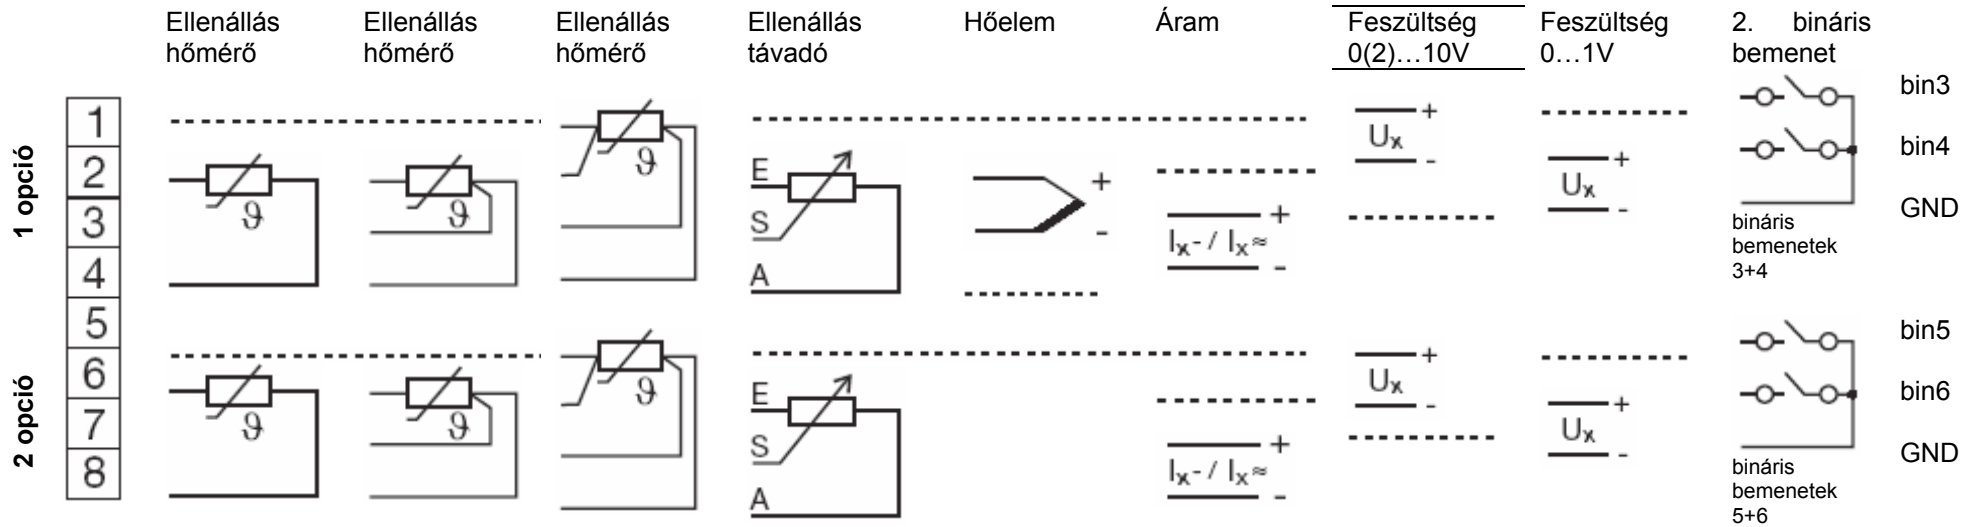 Ellenállás hőmérő
Ellenállás hőmérő
Ellenállás hőmérő
Ellenállás távadó
Hőelem
Áram
Feszültség 0(2)…10V
Feszültség 0…1V
2. bináris bemenet
1 opció
1
2
3
4
ϑ
ϑ
ϑ
E
S
A
+
-
+
Ix- / Ix≈
-
+
Ux
-
+
Ux
-
bin3
bin4
GND
bináris
bemenetek
3+4
2 opció
5
6
7
8
ϑ
ϑ
ϑ
E
S
A
+
Ix- / Ix≈
-
+
Ux
-
+
Ux
-
bin5
bin6
GND
bináris
bemenetek
5+6